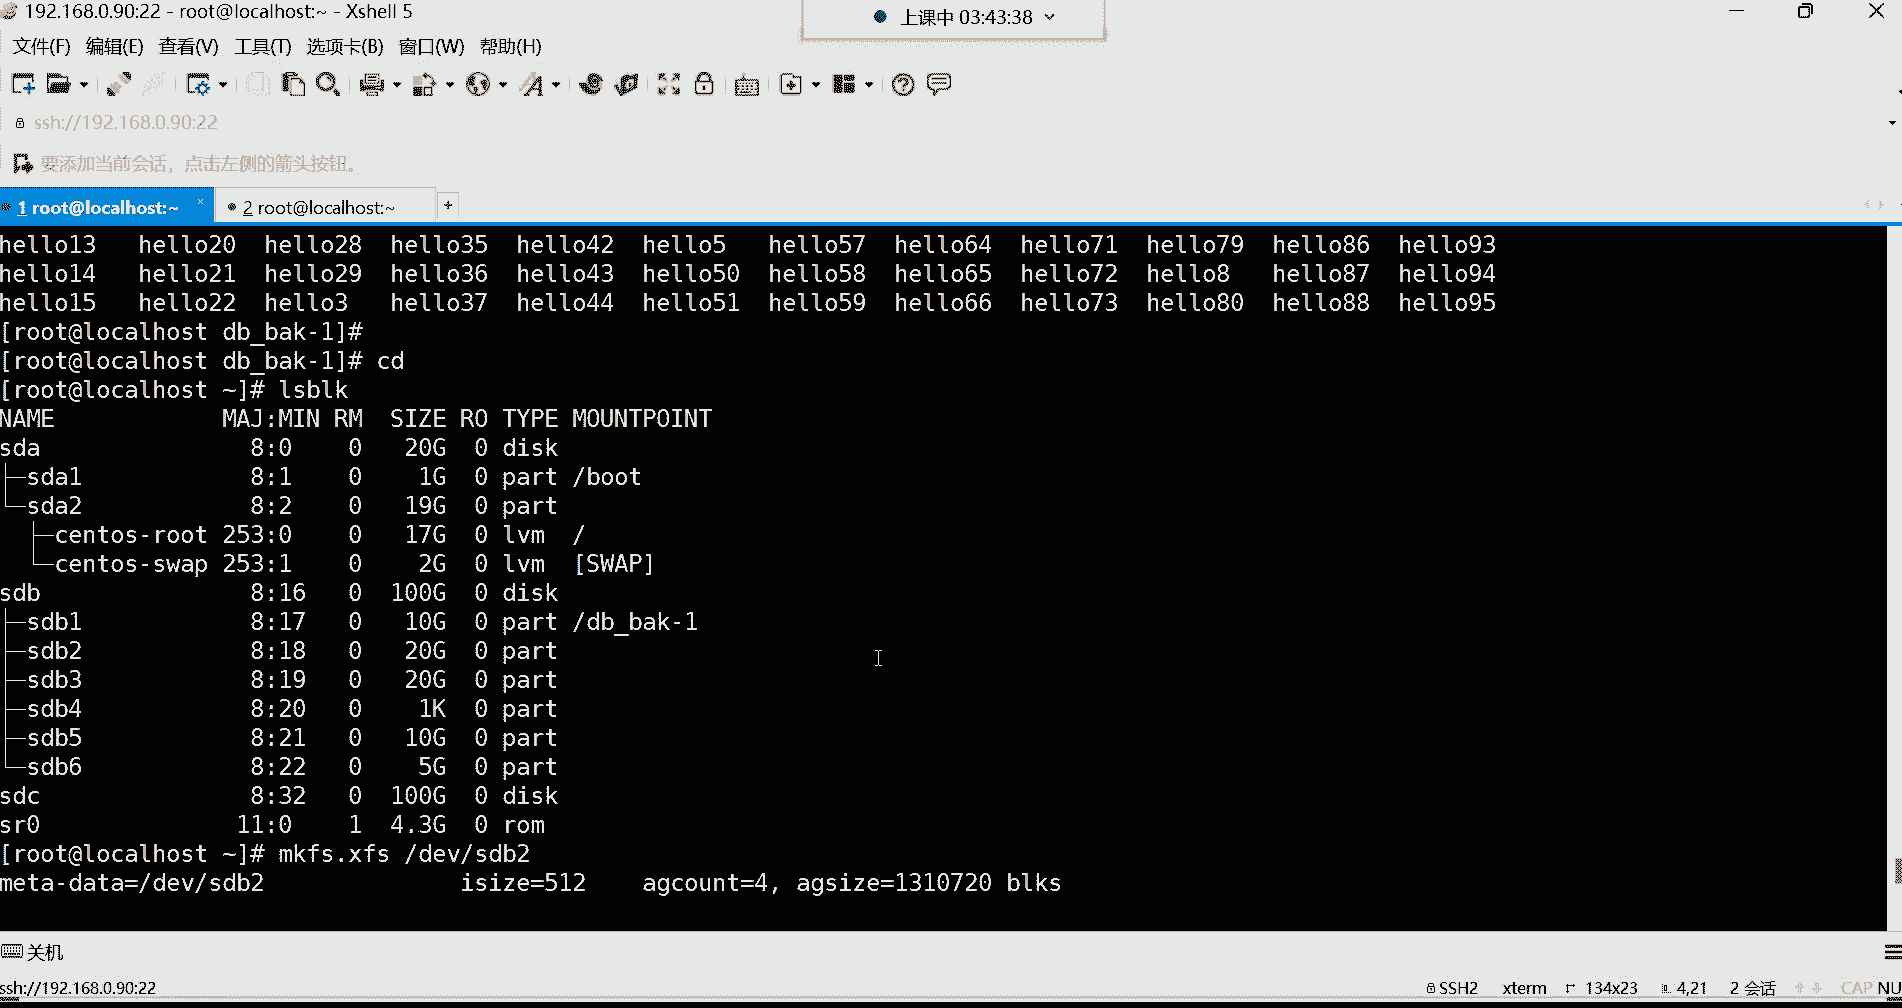 192.168.0.90:22 - root@localhost:~ - Xshell 5
上课中 03:43:38
文件(F) 编辑(E) 查看(V) 工具(T) 选项卡(B) 窗口(W) 帮助(H)
ssh://192.168.0.90:22
要添加当前会话，点击左侧的箭头按钮。
1 root@localhost:~ × 2 root@localhost:~ +
hello13 hello20 hello28 hello35 hello42 hello5 hello57 hello64 hello71 hello79 hello86 hello93
hello14 hello21 hello29 hello36 hello43 hello50 hello58 hello65 hello72 hello8 hello87 hello94
hello15 hello22 hello3 hello37 hello44 hello51 hello59 hello66 hello73 hello80 hello88 hello95
[root@localhost db_bak-1]#
[root@localhost db_bak-1]# cd
[root@localhost ~]# lsblk
NAME MAJ:MIN RM SIZE RO TYPE MOUNTPOINT
sda 8:0 0 20G 0 disk
├─sda1 8:1 0 1G 0 part /boot
└─sda2 8:2 0 19G 0 part
├─centos-root 253:0 0 17G 0 lvm /
└─centos-swap 253:1 0 2G 0 lvm [SWAP]
sdb 8:16 0 100G 0 disk
├─sdb1 8:17 0 10G 0 part /db_bak-1
├─sdb2 8:18 0 20G 0 part
├─sdb3 8:19 0 20G 0 part
├─sdb4 8:20 0 1K 0 part
├─sdb5 8:21 0 10G 0 part
└─sdb6 8:22 0 5G 0 part
sdc 8:32 0 100G 0 disk
sr0 11:0 1 4.3G 0 rom
[root@localhost ~]# mkfs.xfs /dev/sdb2
meta-data=/dev/sdb2 isize=512 agcount=4, agsize=1310720 blks
关机
ssh://192.168.0.90:22 SSH2 xterm 134x23 4,21 2 会话 CAP NU